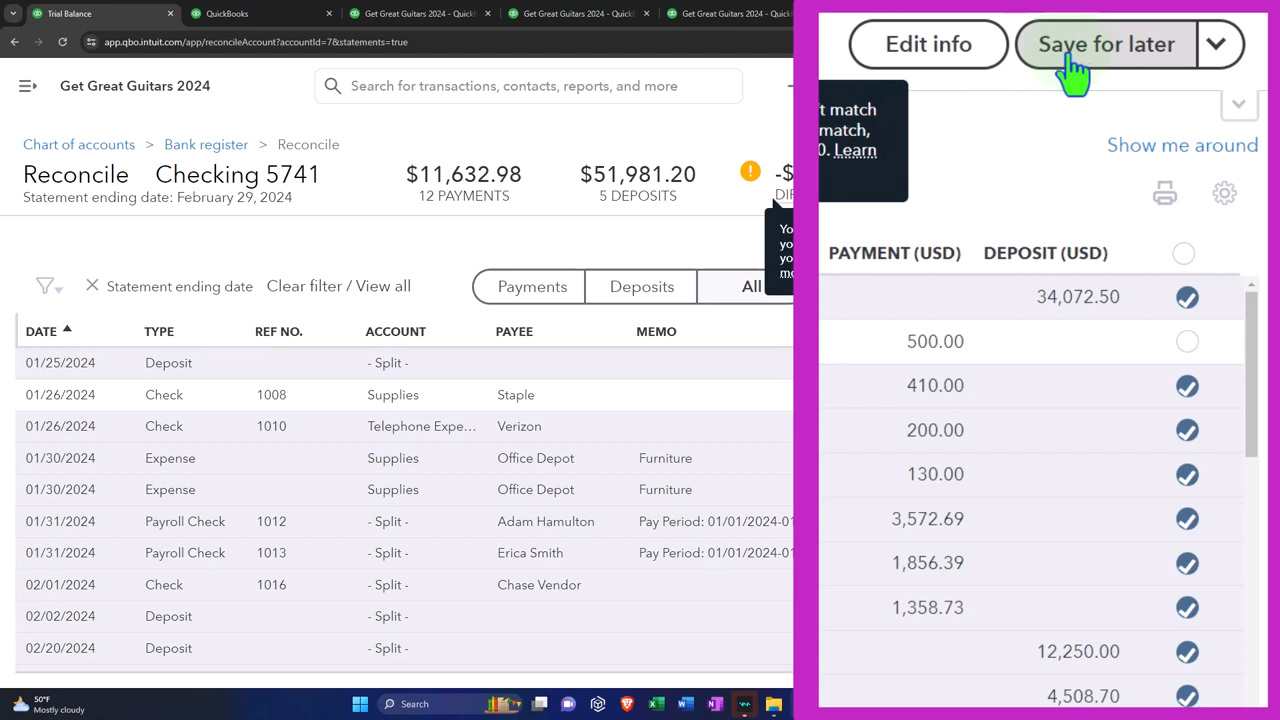 Trial Balance
QuickBooks
Get Great Guitars 2024 - QuickB
Get Great Guitars 2024 - QuickB
Get Great Guitars 2024 - Quick
app.qbo.intuit.com/app/reconcileAccount?accountId=7&statements=true
Get Great Guitars 2024
Search for transactions, contacts, reports, and more
Chart of accounts > Bank register > Reconcile
Reconcile Checking 5741
Statement ending date: February 29, 2024
$11,632.98
12 PAYMENTS
$51,981.20
5 DEPOSITS
-$
Statement ending date
Clear filter / View all
Payments Deposits All
DATE TYPE REF NO. ACCOUNT PAYEE MEMO
01/25/2024 Deposit - Split -
01/26/2024 Check 1008 Supplies Staple
01/26/2024 Check 1010 Telephone Expe... Verizon
01/30/2024 Expense Supplies Office Depot Furniture
01/30/2024 Expense Supplies Office Depot Furniture
01/31/2024 Payroll Check 1012 - Split - Adam Hamulton Pay Period: 01/01/2024-01
01/31/2024 Payroll Check 1013 - Split - Erica Smith Pay Period: 01/01/2024-01
02/01/2024 Check 1016 - Split - Chase Vendor
02/02/2024 Deposit - Split -
02/20/2024 Deposit - Split -
50°F
Mostly cloudy
Search
Edit info
Save for later
't match
match,
0. Learn
Show me around
PAYMENT (USD) DEPOSIT (USD)
34,072.50
500.00
410.00
200.00
130.00
3,572.69
1,856.39
1,358.73
12,250.00
4,508.70